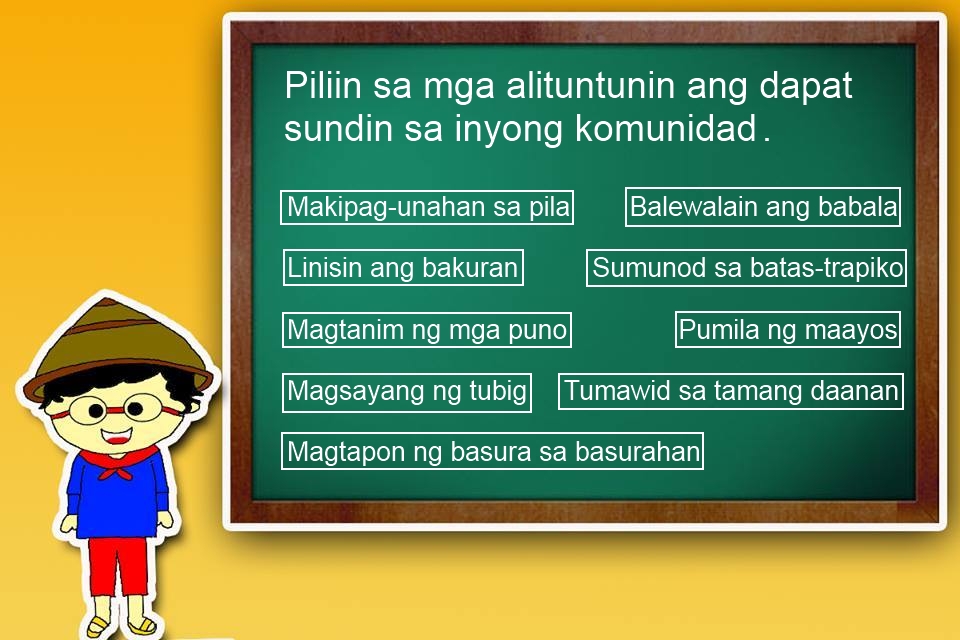 Piliin sa mga alituntunin ang dapat
sundin sa inyong komunidad .
Makipag-unahan sa pila
Balewalain ang babala
Linisin ang bakuran
Sumunod sa batas-trapiko
Magtanim ng mga puno
Pumila ng maayos
Magsayang ng tubig
Tumawid sa tamang daanan
Magtapon ng basura sa basurahan